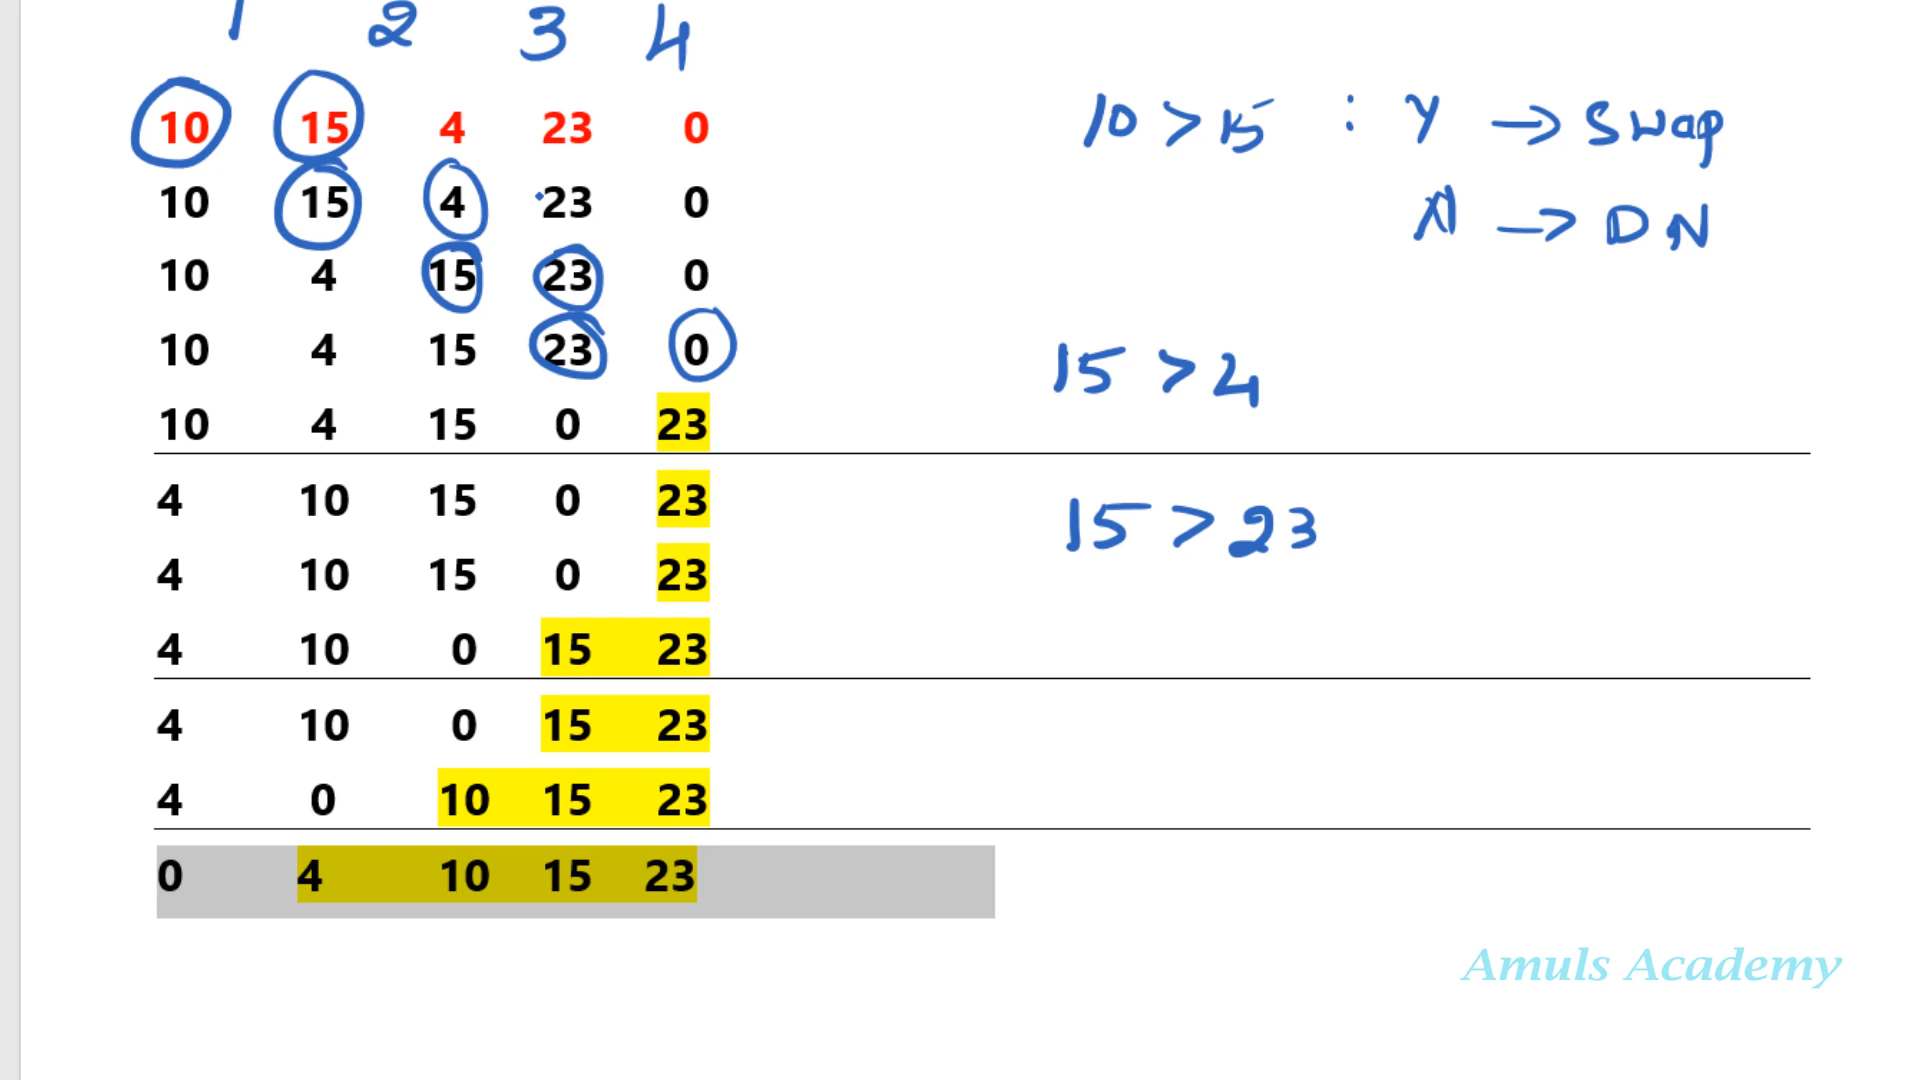 1 2 3 4
10 15 4 23 0 10 > 15 : Y → Swap
10 15 4 23 0 N → DN
10 4 15 23 0
10 4 15 23 0 15 > 4
10 4 15 0 23
4 10 15 0 23 15 > 23
4 10 15 0 23
4 10 0 15 23
4 10 0 15 23
4 0 10 15 23
0 4 10 15 23
Amuls Academy